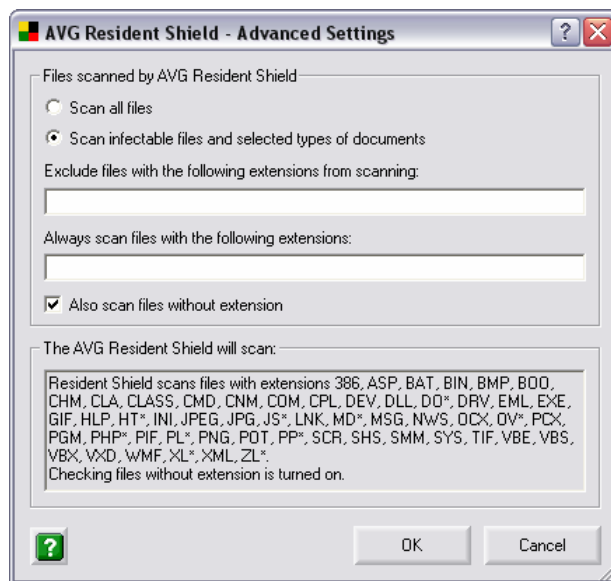 AVG Resident Shield - Advanced Settings
Files scanned by AVG Resident Shield
Scan all files
Scan infectable files and selected types of documents
Exclude files with the following extensions from scanning:
Always scan files with the following extensions:
Also scan files without extension
The AVG Resident Shield will scan:
Resident Shield scans files with extensions 386, ASP, BAT, BIN, BMP, BOO,
CHM, CLA, CLASS, CMD, CNM, COM, CPL, DEV, DLL, DO*, DRV, EML, EXE,
GIF, HLP, HT*, INI, JPEG, JPG, JS*, LNK, MD*, MSG, NWS, OCX, OV*, PCX,
PGM, PHP*, PIF, PL*, PNG, POT, PP*, SCR, SHS, SMM, SYS, TIF, VBE, VBS,
VBX, VXD, WMF, XL*, XML, ZL*.
Checking files without extension is turned on.
OK
Cancel